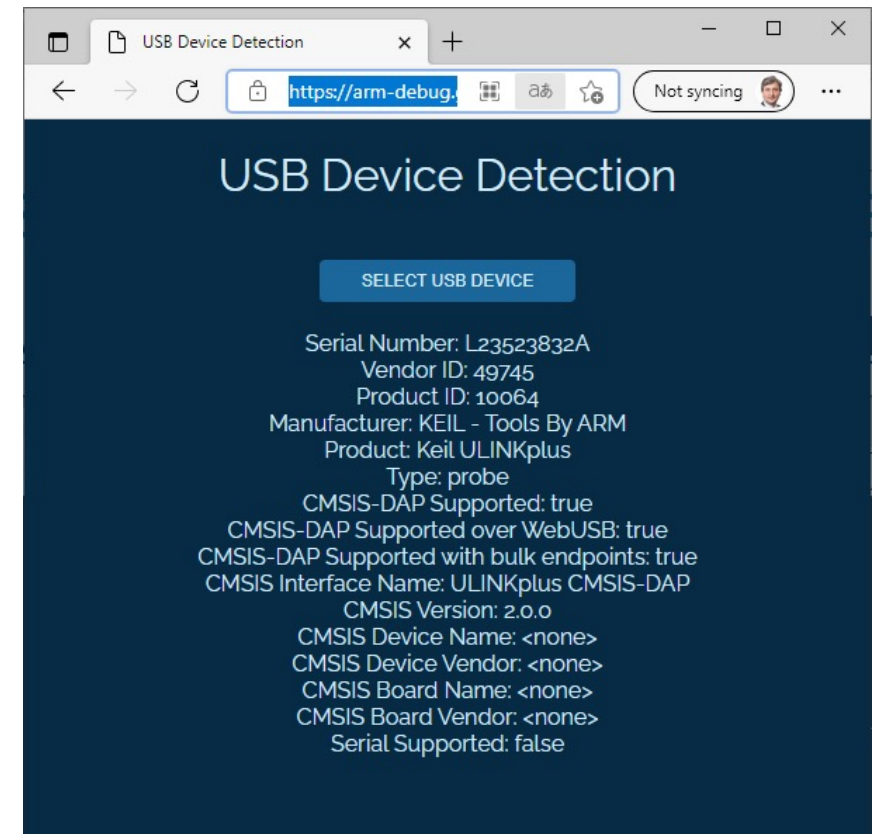 USB Device Detection
https://arm-debug.
aあ
Not syncing
USB Device Detection
SELECT USB DEVICE
Serial Number: L23523832A
Vendor ID: 49745
Product ID: 10064
Manufacturer: KEIL - Tools By ARM
Product: Keil ULINKplus
Type: probe
CMSIS-DAP Supported: true
CMSIS-DAP Supported over WebUSB: true
CMSIS-DAP Supported with bulk endpoints: true
CMSIS Interface Name: ULINKplus CMSIS-DAP
CMSIS Version: 2.0.0
CMSIS Device Name: <none>
CMSIS Device Vendor: <none>
CMSIS Board Name: <none>
CMSIS Board Vendor: <none>
Serial Supported: false